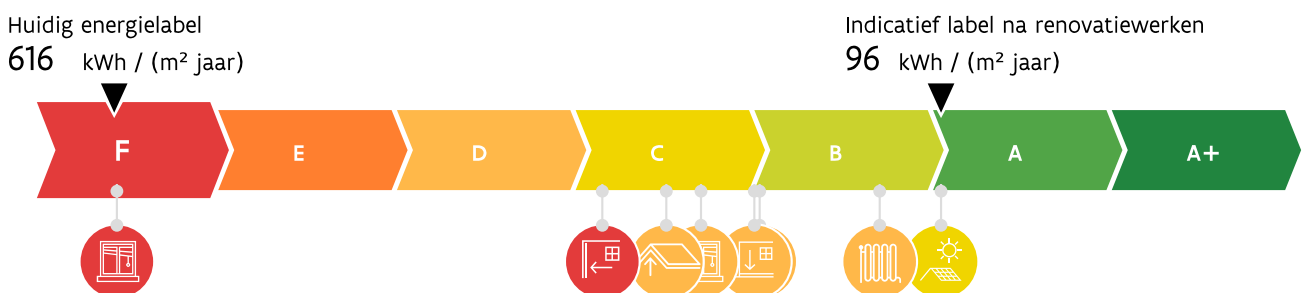 Huidig energielabel
616 kWh / (m² jaar)
Indicatief label na renovatiewerken
96 kWh / (m² jaar)
F E D C B A A+